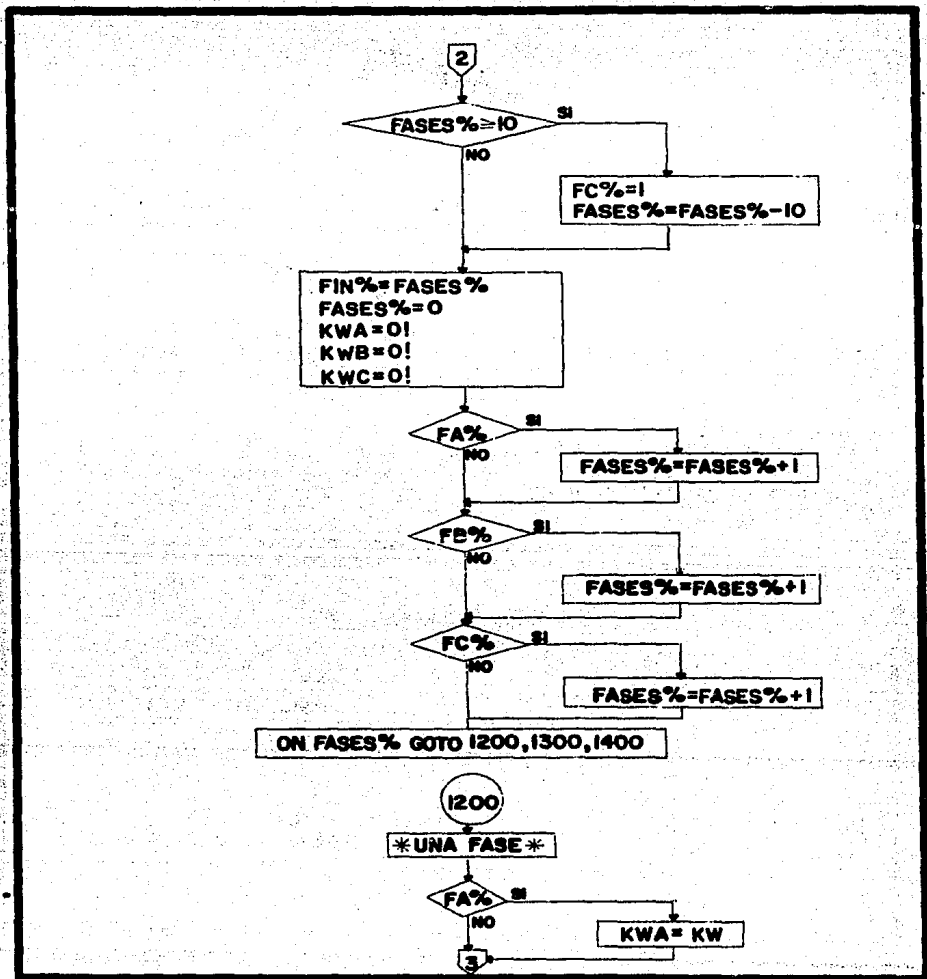 2
FASES%≥10
SI
NO
FC%=1
FASES%=FASES%-10
FIN%=FASES%
FASES%=0
KWA=0!
KWB=0!
KWC=0!
FA%
SI
NO
FASES%=FASES%+1
FB%
SI
NO
FASES%=FASES%+1
FC%
SI
NO
FASES%=FASES%+1
ON FASES% GOTO 1200,1300,1400
1200
*UNA FASE*
FA%
SI
NO
KWA=KW
3